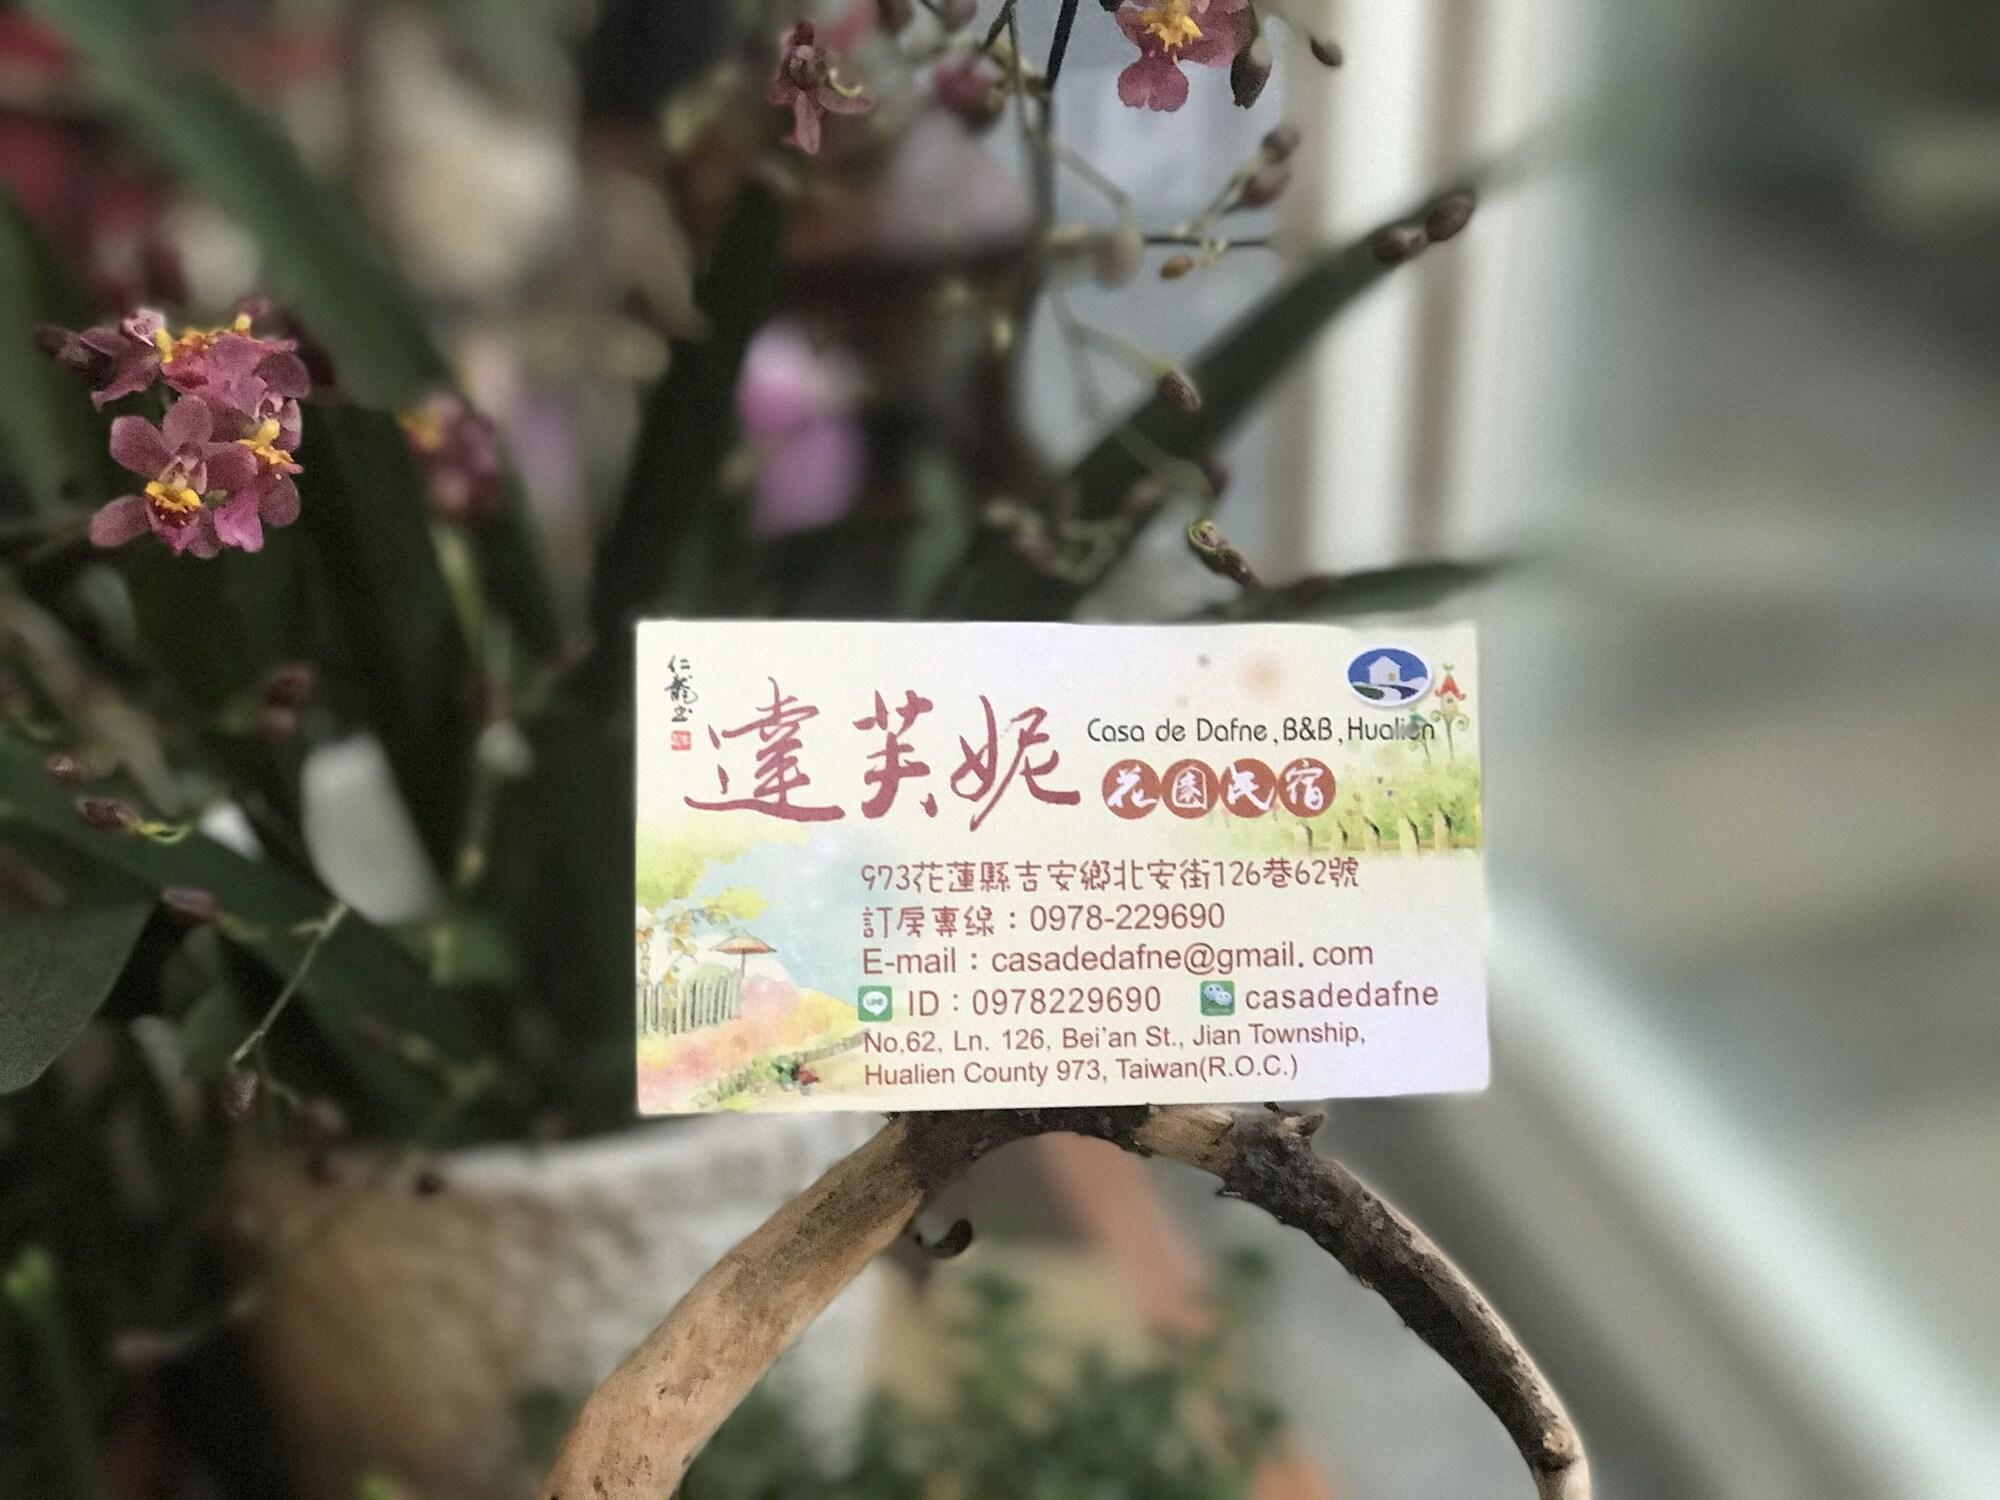 仁龍书
達芙妮
Casa de Dafne,B&B,Hualien
花園民宿
973花蓮縣吉安鄉北安街126巷62號
訂房專線：0978-229690
E-mail：casadedafne@gmail.com
LINE ID：0978229690 casadedafne
No,62, Ln. 126, Bei'an St., Jian Township,
Hualien County 973, Taiwan(R.O.C.)